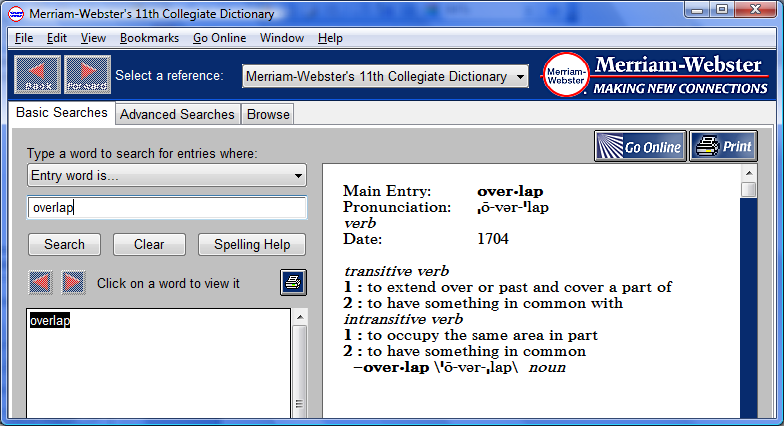 Merriam-Webster's 11th Collegiate Dictionary
File Edit View Bookmarks Go Online Window Help
Back Forward Select a reference: Merriam-Webster's 11th Collegiate Dictionary
Merriam-Webster
Merriam-Webster.
MAKING NEW CONNECTIONS
Basic Searches Advanced Searches Browse
Go Online Print
Type a word to search for entries where:
Entry word is...
overlap
Search Clear Spelling Help
Click on a word to view it
overlap
Main Entry: over·lap
Pronunciation: ˌō-vər-ˈlap
verb
Date: 1704
transitive verb
1 : to extend over or past and cover a part of
2 : to have something in common with
intransitive verb
1 : to occupy the same area in part
2 : to have something in common
–over·lap \ˈō-vər-ˌlap\ noun